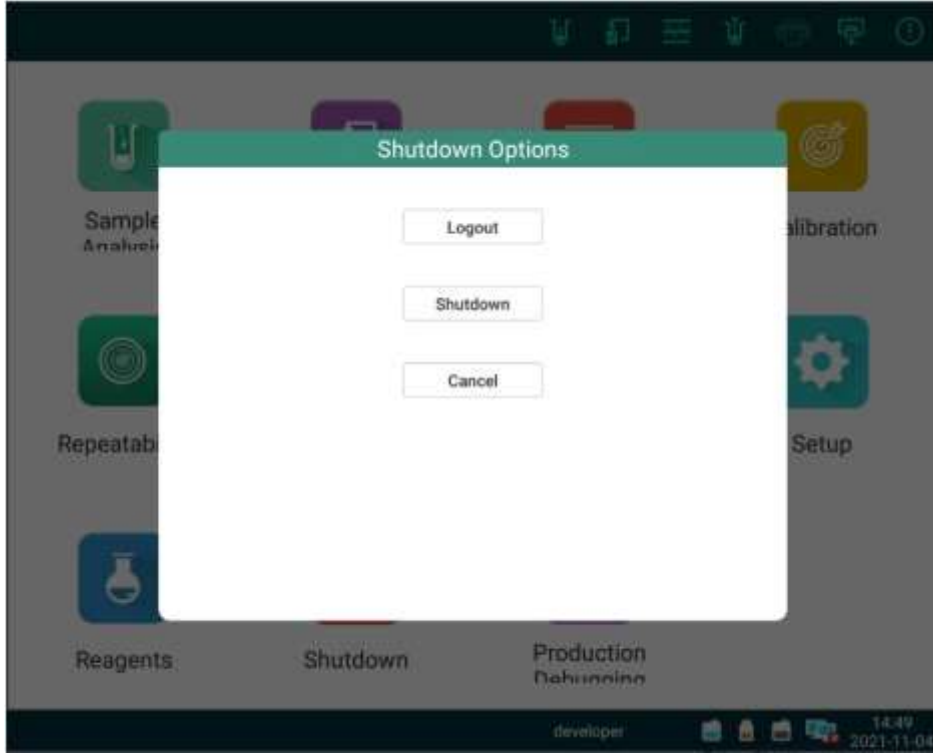 Shutdown Options
Logout
Shutdown
Cancel
Sample
Analysi
alibration
Repeatabi
Setup
Reagents
Shutdown
Production
Debugging
developer
14:49
2021-11-04